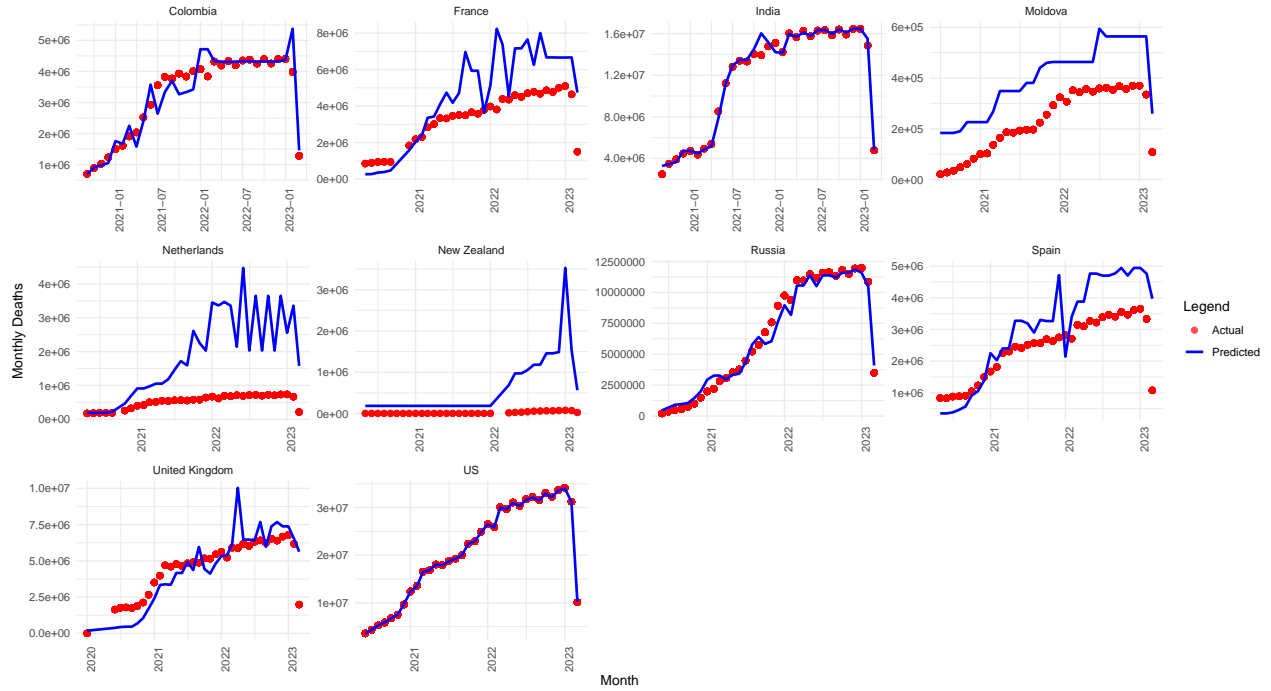 Colombia
France
India
Moldova
5e+06
4e+06
3e+06
2e+06
1e+06
2021−01
2021−07
2022−01
2022−07
2023−01
8e+06
6e+06
4e+06
2e+06
0e+00
2021
2022
2023
1.6e+07
1.2e+07
8.0e+06
4.0e+06
2021−01
2021−07
2022−01
2022−07
2023−01
6e+05
4e+05
2e+05
0e+00
2021
2022
2023
Netherlands
New Zealand
Russia
Spain
4e+06
3e+06
2e+06
1e+06
0e+00
2021
2022
2023
3e+06
2e+06
1e+06
0e+00
2021
2022
2023
12500000
10000000
7500000
5000000
2500000
0
2021
2022
2023
5e+06
4e+06
3e+06
2e+06
1e+06
2021
2022
2023
United Kingdom
US
1.0e+07
7.5e+06
5.0e+06
2.5e+06
0.0e+00
2020
2021
2022
2023
3e+07
2e+07
1e+07
2021
2022
2023
Monthly Deaths
Month
Legend
Actual
Predicted